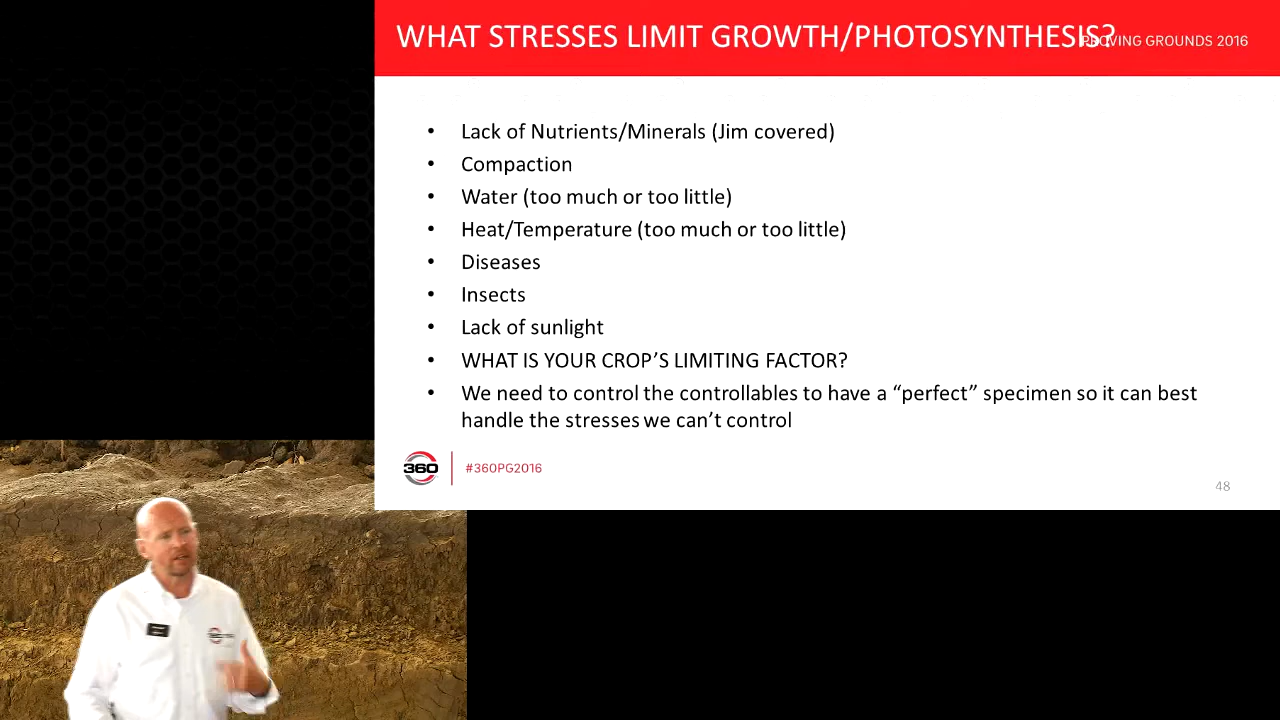 WHAT STRESSES LIMIT GROWTH/PHOTOSYNTHESIS?
PROVING GROUNDS 2016
• Lack of Nutrients/Minerals (Jim covered)
• Compaction
• Water (too much or too little)
• Heat/Temperature (too much or too little)
• Diseases
• Insects
• Lack of sunlight
• WHAT IS YOUR CROP’S LIMITING FACTOR?
• We need to control the controllables to have a “perfect” specimen so it can best
handle the stresses we can’t control
360
#360PG2016
48